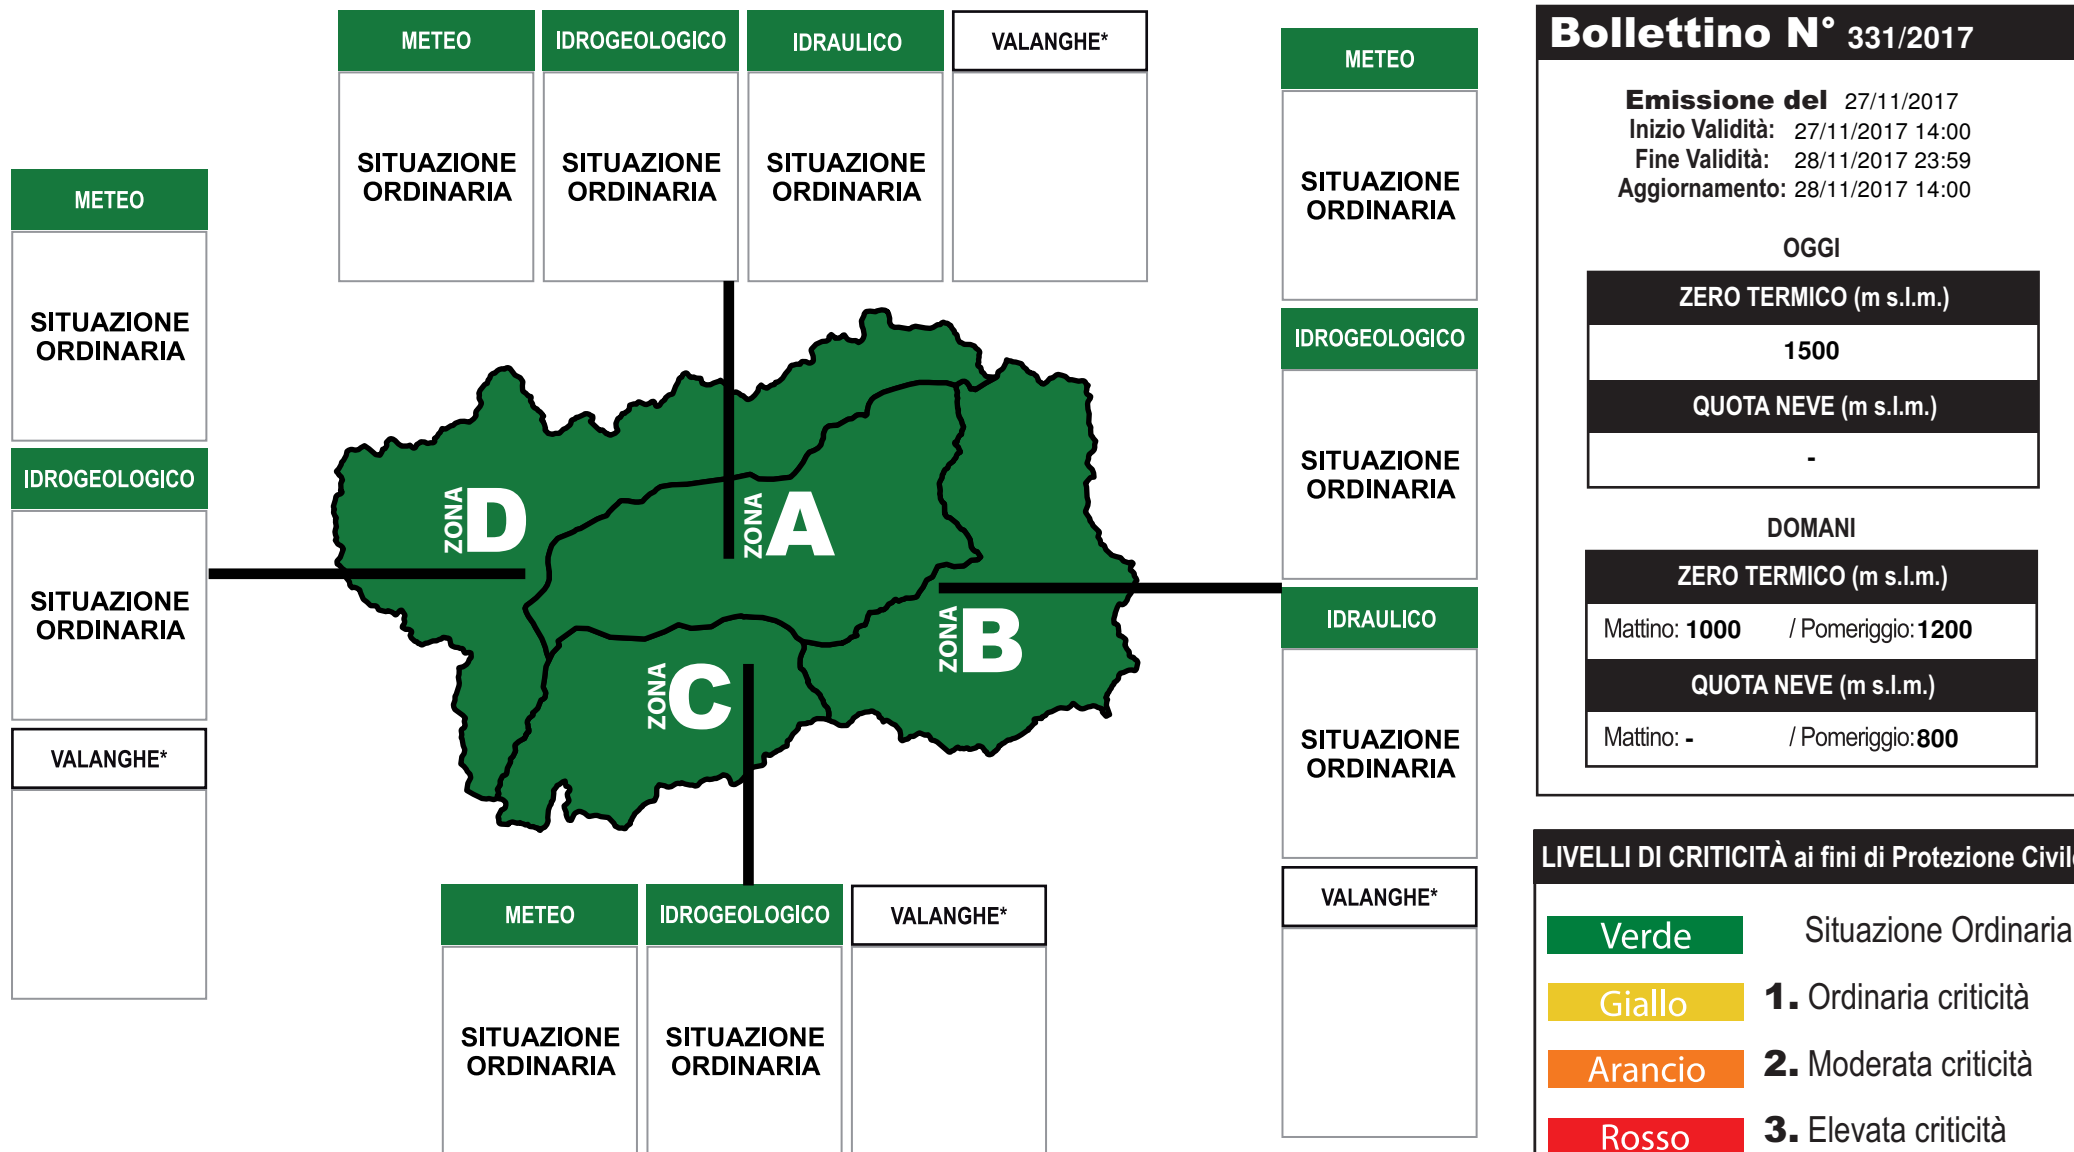 METEO
IDROGEOLOGICO
IDRAULICO
VALANGHE*
SITUAZIONE
ORDINARIA
SITUAZIONE
ORDINARIA
SITUAZIONE
ORDINARIA
METEO
SITUAZIONE
ORDINARIA
IDROGEOLOGICO
SITUAZIONE
ORDINARIA
VALANGHE*
ZONA D
ZONA A
ZONA B
ZONA C
METEO
SITUAZIONE
ORDINARIA
IDROGEOLOGICO
SITUAZIONE
ORDINARIA
IDRAULICO
SITUAZIONE
ORDINARIA
VALANGHE*
METEO
IDROGEOLOGICO
VALANGHE*
SITUAZIONE
ORDINARIA
SITUAZIONE
ORDINARIA
Bollettino N° 331/2017
Emissione del 27/11/2017
Inizio Validità: 27/11/2017 14:00
Fine Validità: 28/11/2017 23:59
Aggiornamento: 28/11/2017 14:00
OGGI
ZERO TERMICO (m s.l.m.)
1500
QUOTA NEVE (m s.l.m.)
-
DOMANI
ZERO TERMICO (m s.l.m.)
Mattino: 1000 / Pomeriggio: 1200
QUOTA NEVE (m s.l.m.)
Mattino: - / Pomeriggio: 800
LIVELLI DI CRITICITÀ ai fini di Protezione Civile
Verde Situazione Ordinaria
Giallo 1. Ordinaria criticità
Arancio 2. Moderata criticità
Rosso 3. Elevata criticità